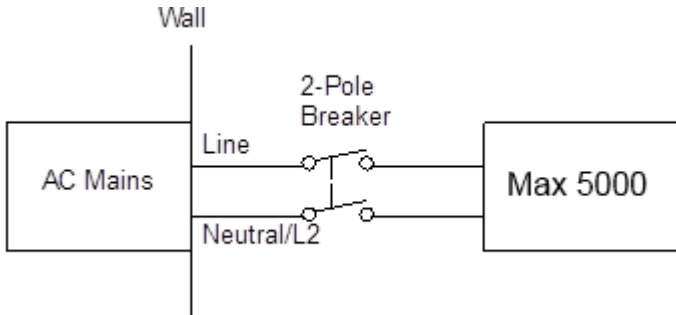 Wall
2-Pole
Breaker
Line
AC Mains
Max 5000
Neutral/L2